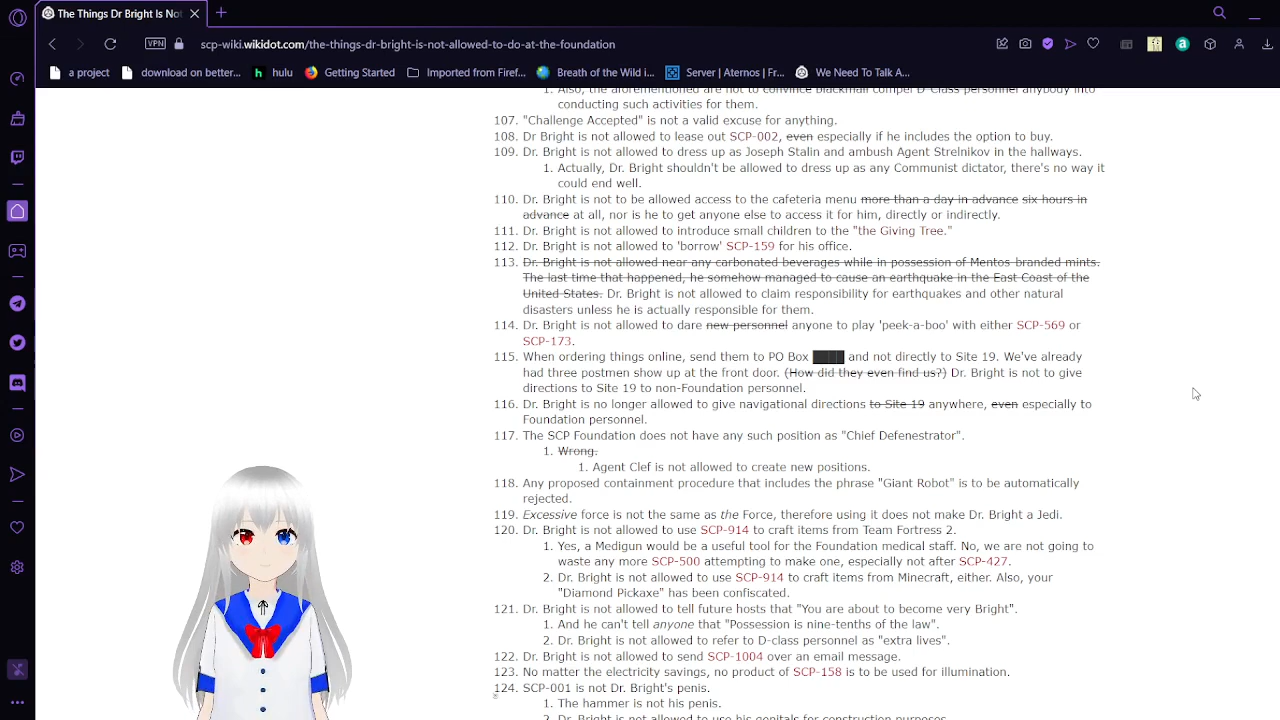 The Things Dr Bright Is Not
VPN
scp-wiki.wikidot.com/the-things-dr-bright-is-not-allowed-to-do-at-the-foundation
a project
download on better...
h hulu
Getting Started
Imported from Firef...
Breath of the Wild i...
Server | Aternos | Fr...
We Need To Talk A...
1. Also, the aforementioned are not to convince blackmail compel D-Class personnel anybody into
conducting such activities for them.
107. "Challenge Accepted" is not a valid excuse for anything.
108. Dr Bright is not allowed to lease out SCP-002, even especially if he includes the option to buy.
109. Dr. Bright is not allowed to dress up as Joseph Stalin and ambush Agent Strelnikov in the hallways.
1. Actually, Dr. Bright shouldn't be allowed to dress up as any Communist dictator, there's no way it
could end well.
110. Dr. Bright is not to be allowed access to the cafeteria menu more than a day in advance six hours in
advance at all, nor is he to get anyone else to access it for him, directly or indirectly.
111. Dr. Bright is not allowed to introduce small children to the "the Giving Tree."
112. Dr. Bright is not allowed to 'borrow' SCP-159 for his office.
113. Dr. Bright is not allowed near any carbonated beverages while in possession of Mentos branded mints.
The last time that happened, he somehow managed to cause an earthquake in the East Coast of the
United States. Dr. Bright is not allowed to claim responsibility for earthquakes and other natural
disasters unless he is actually responsible for them.
114. Dr. Bright is not allowed to dare new personnel anyone to play 'peek-a-boo' with either SCP-569 or
SCP-173.
115. When ordering things online, send them to PO Box ████ and not directly to Site 19. We've already
had three postmen show up at the front door. (How did they even find us?) Dr. Bright is not to give
directions to Site 19 to non-Foundation personnel.
116. Dr. Bright is no longer allowed to give navigational directions to Site 19 anywhere, even especially to
Foundation personnel.
117. The SCP Foundation does not have any such position as "Chief Defenestrator".
1. Wrong.
1. Agent Clef is not allowed to create new positions.
118. Any proposed containment procedure that includes the phrase "Giant Robot" is to be automatically
rejected.
119. Excessive force is not the same as the Force, therefore using it does not make Dr. Bright a Jedi.
120. Dr. Bright is not allowed to use SCP-914 to craft items from Team Fortress 2.
1. Yes, a Medigun would be a useful tool for the Foundation medical staff. No, we are not going to
waste any more SCP-500 attempting to make one, especially not after SCP-427.
2. Dr. Bright is not allowed to use SCP-914 to craft items from Minecraft, either. Also, your
"Diamond Pickaxe" has been confiscated.
121. Dr. Bright is not allowed to tell future hosts that "You are about to become very Bright".
1. And he can't tell anyone that "Possession is nine-tenths of the law".
2. Dr. Bright is not allowed to refer to D-class personnel as "extra lives".
122. Dr. Bright is not allowed to send SCP-1004 over an email message.
123. No matter the electricity savings, no product of SCP-158 is to be used for illumination.
124. SCP-001 is not Dr. Bright's penis.
1. The hammer is not his penis.
2. Dr. Bright is not allowed to use his genitals for construction purposes.